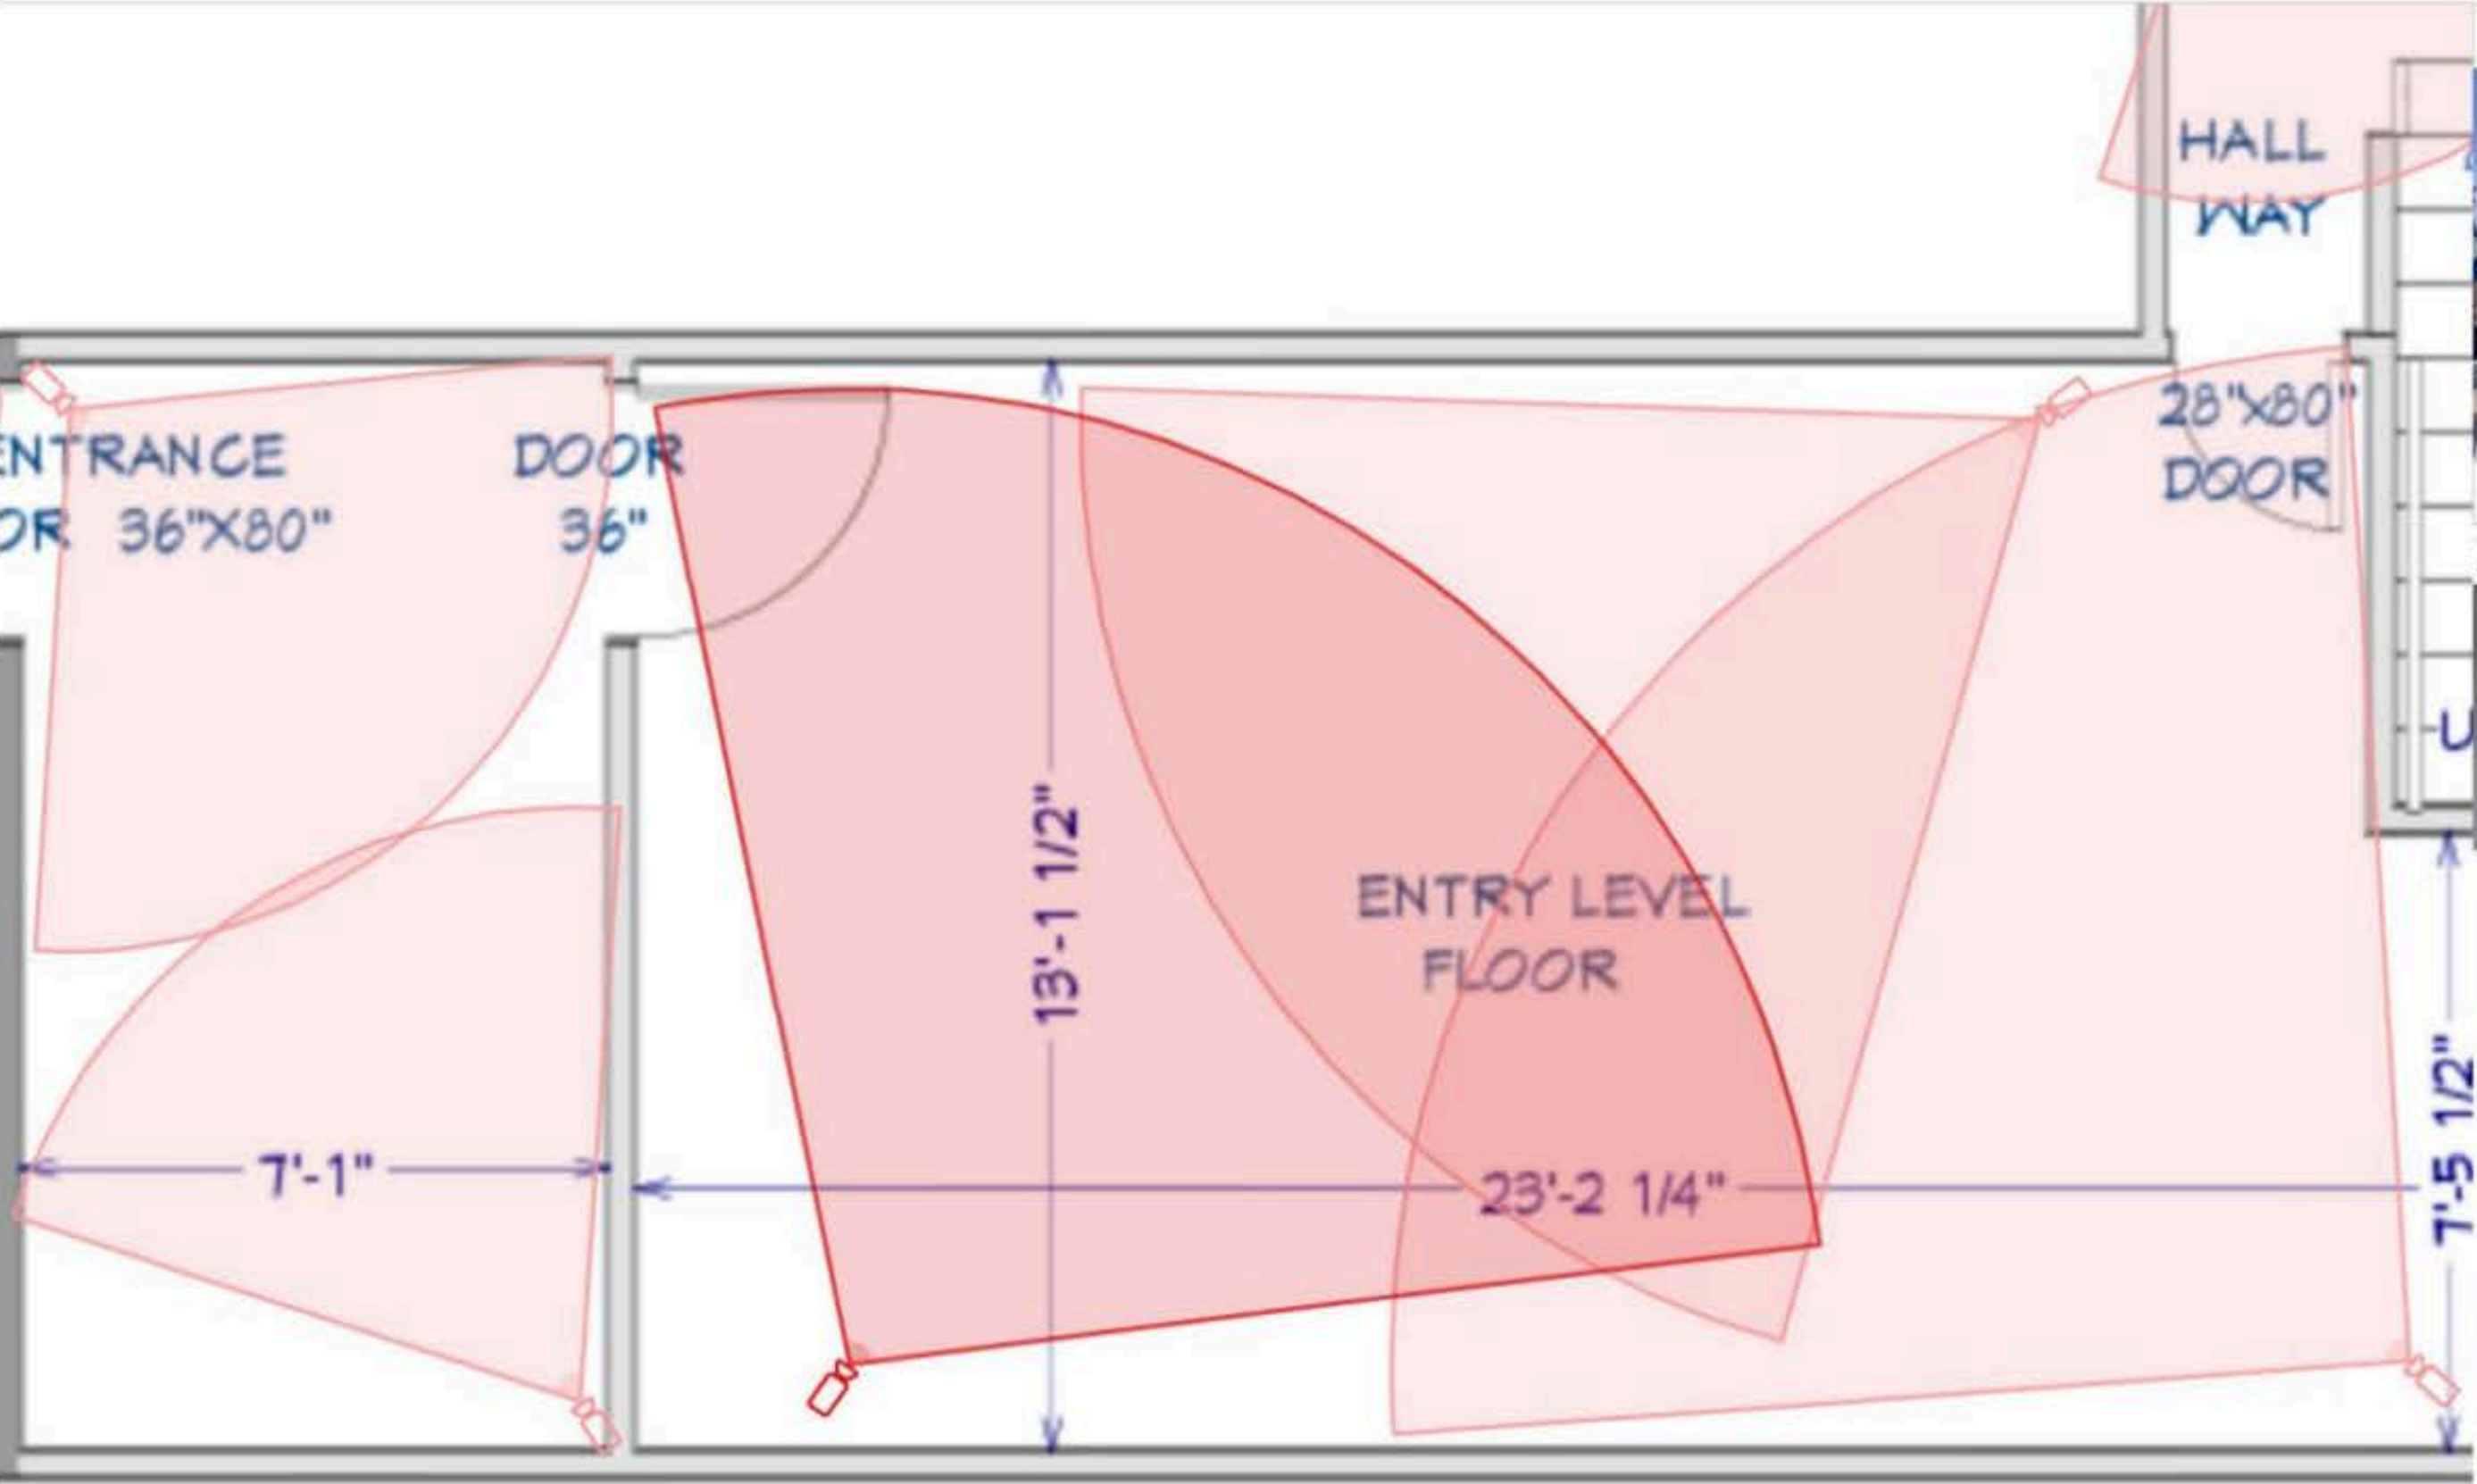 HALL
WAY
ENTRANCE
OR 36"X80"
DOOR
36"
28"x80"
DOOR
13'-1 1/2"
ENTRY LEVEL
FLOOR
7'-1"
23'-2 1/4"
7'-5 1/2"